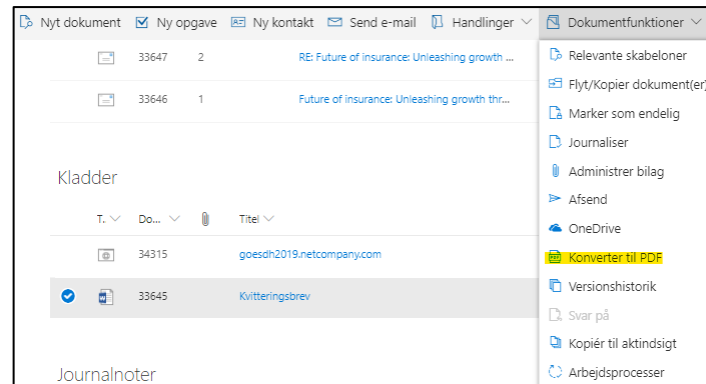 Nyt dokument Ny opgave Ny kontakt Send e-mail Handlinger Dokumentfunktioner
33647 2 RE: Future of insurance: Unleashing growth ...
33646 1 Future of insurance: Unleashing growth thr...
Kladder
T. Do... Titel
34315 goesdh2019.netcompany.com
33645 Kvitteringsbrev
Journalnoter
Relevante skabeloner
Flyt/Kopier dokument(er)
Marker som endelig
Journaliser
Administrer bilag
Afsend
OneDrive
Konverter til PDF
Versionshistorik
Svar på
Kopiér til aktindsigt
Arbejdsprocesser